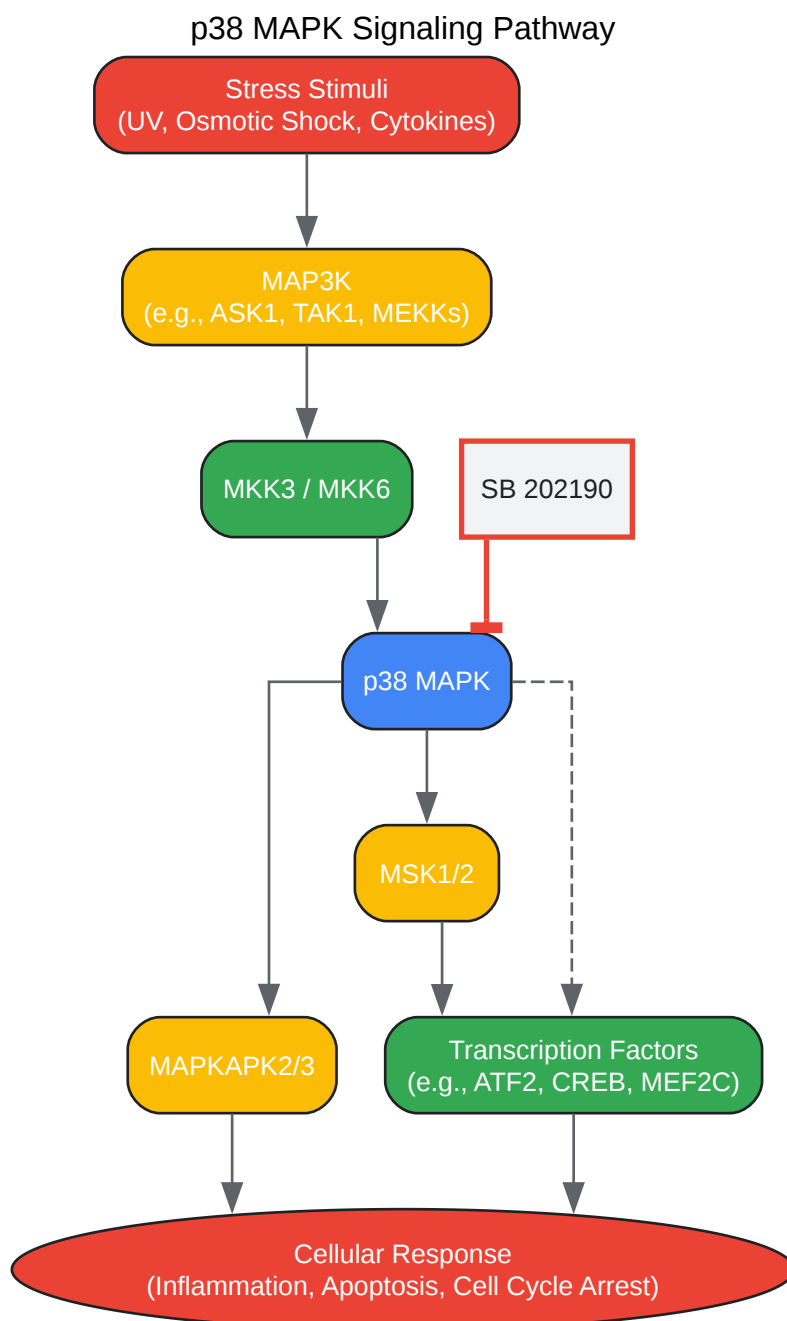 p38 MAPK Signaling Pathway
Stress Stimuli
(UV, Osmotic Shock, Cytokines)
MAP3K
(e.g., ASK1, TAK1, MEKKs)
MKK3 / MKK6
SB 202190
p38 MAPK
MSK1/2
MAPKAPK2/3
Transcription Factors
(e.g., ATF2, CREB, MEF2C)
Cellular Response
(Inflammation, Apoptosis, Cell Cycle Arrest)